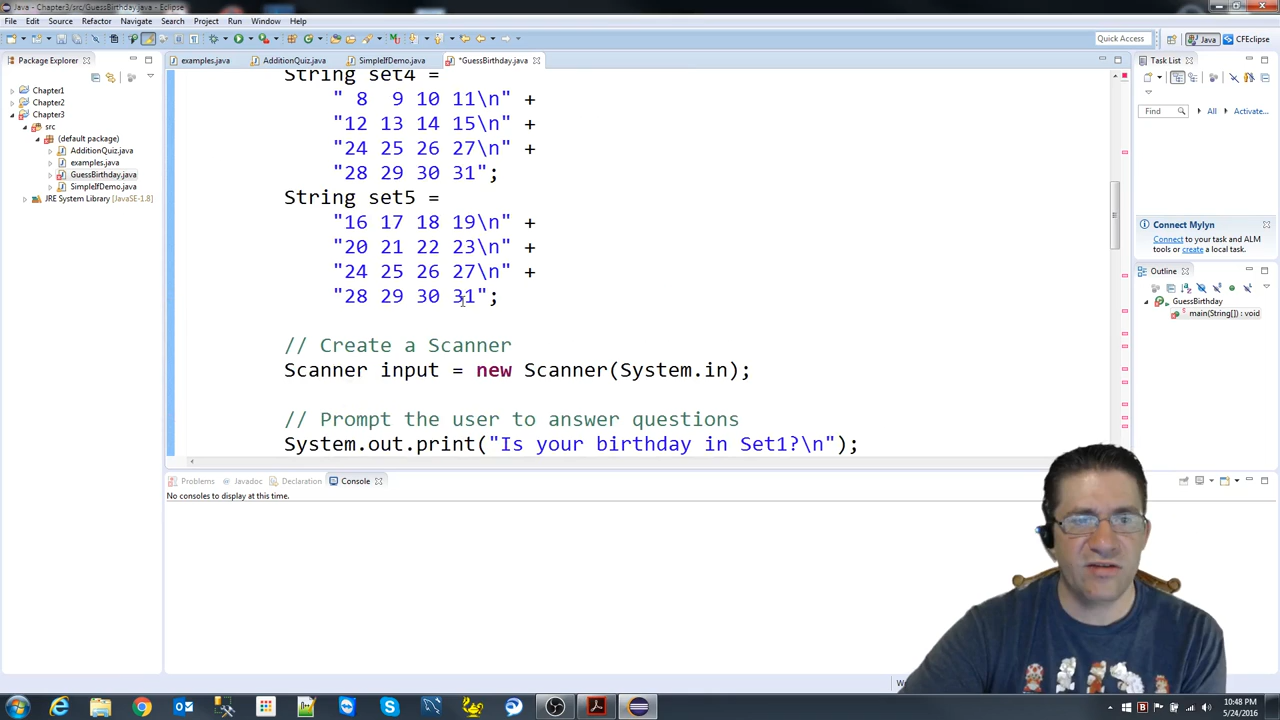 Java - Chapter3/src/GuessBirthday.java - Eclipse
File Edit Source Refactor Navigate Search Project Run Window Help
Quick Access
Java
CFEclipse
Package Explorer
examples.java
AdditionQuiz.java
SimpleIfDemo.java
*GuessBirthday.java
Task List
Chapter1
Chapter2
Chapter3
src
(default package)
AdditionQuiz.java
examples.java
GuessBirthday.java
SimpleIfDemo.java
JRE System Library [JavaSE-1.8]
String set4 =
" 8  9 10 11\n" +
"12 13 14 15\n" +
"24 25 26 27\n" +
"28 29 30 31";
String set5 =
"16 17 18 19\n" +
"20 21 22 23\n" +
"24 25 26 27\n" +
"28 29 30 31";
// Create a Scanner
Scanner input = new Scanner(System.in);
// Prompt the user to answer questions
System.out.print("Is your birthday in Set1?\n");
Find
All
Activate...
Connect Mylyn
Connect to your task and ALM
tools or create a local task.
Outline
GuessBirthday
main(String[]) : void
Problems Javadoc Declaration Console
No consoles to display at this time.
10:48 PM
5/24/2016